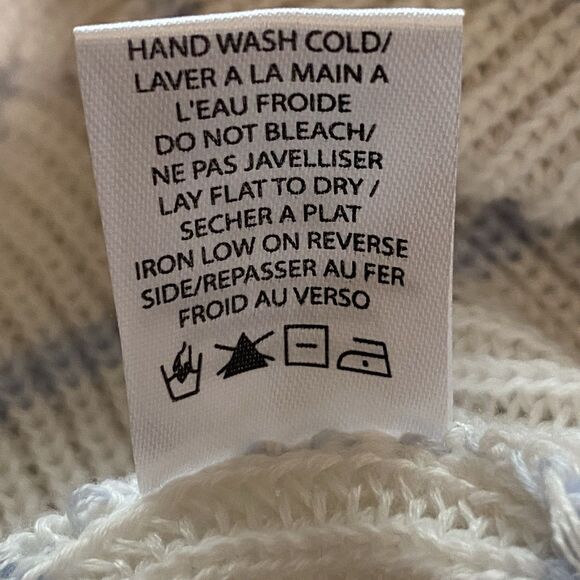 HAND WASH COLD/
LAVER A LA MAIN A
L'EAU FROIDE
DO NOT BLEACH/
NE PAS JAVELLISER
LAY FLAT TO DRY /
SECHER A PLAT
IRON LOW ON REVERSE
SIDE/REPASSER AU FER
FROID AU VERSO